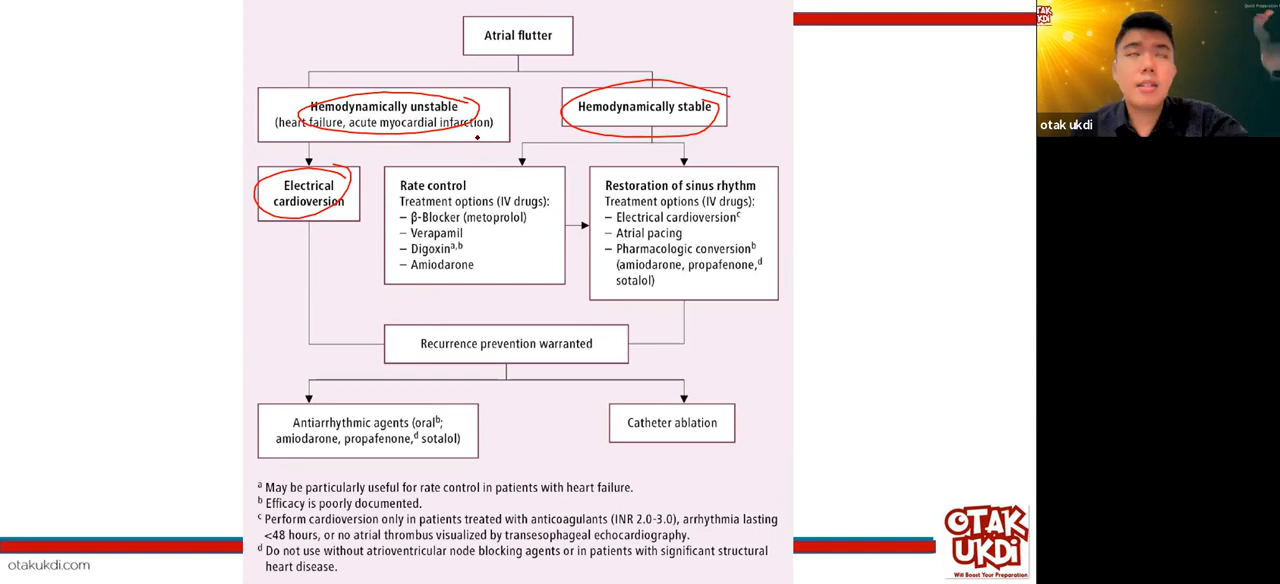 Atrial flutter
Hemodynamically unstable
(heart failure, acute myocardial infarction)
Hemodynamically stable
Electrical
cardioversion
Rate control
Treatment options (IV drugs):
– β-Blocker (metoprolol)
– Verapamil
– Digoxinᵃ,ᵇ
– Amiodarone
Restoration of sinus rhythm
Treatment options (IV drugs):
– Electrical cardioversionᶜ
– Atrial pacing
– Pharmacologic conversionᵇ
(amiodarone, propafenone,ᵈ
sotalol)
Recurrence prevention warranted
Antiarrhythmic agents (oralᵇ;
amiodarone, propafenone,ᵈ sotalol)
Catheter ablation
ᵃ May be particularly useful for rate control in patients with heart failure.
ᵇ Efficacy is poorly documented.
ᶜ Perform cardioversion only in patients treated with anticoagulants (INR 2.0-3.0), arrhythmia lasting
<48 hours, or no atrial thrombus visualized by transesophageal echocardiography.
ᵈ Do not use without atrioventricular node blocking agents or in patients with significant structural
heart disease.
otakukdi.com
OTAK
UKDI
Will Boost Your Preparation.
OTAK
UKDI
otak ukdi